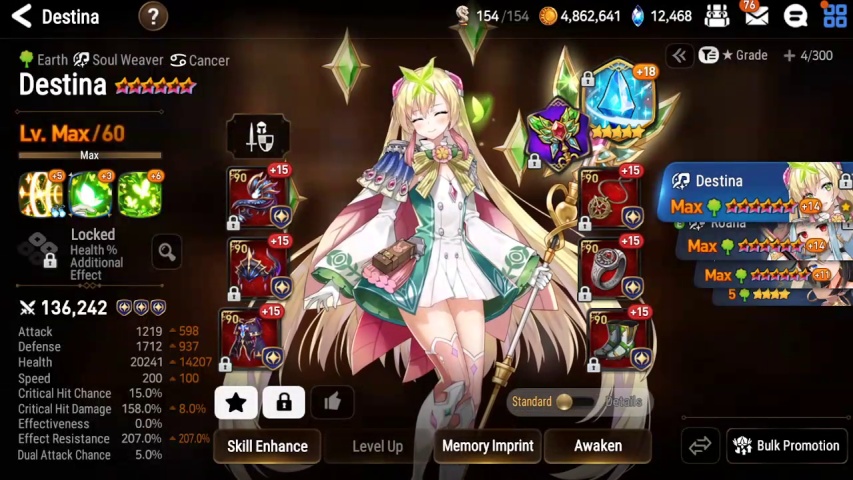 Destina
?
154/154
4,862,641
12,468
76
Earth Soul Weaver Cancer
Destina
Lv. Max/60
Max
+5
+3
+6
Locked
Health %
Additional
Effect
136,242
Attack 1219 598
Defense 1712 937
Health 20241 14207
Speed 200 100
Critical Hit Chance 15.0%
Critical Hit Damage 158.0% 8.0%
Effectiveness 0.0%
Effect Resistance 207.0% 207.0%
Dual Attack Chance 5.0%
+15
90
+15
90
+15
90
+18
+15
90
+15
90
+15
90
Standard Details
Skill Enhance
Level Up
Memory Imprint
Awaken
Grade
4/300
Destina
Max +14
Max +14
Max +11
5
Bulk Promotion